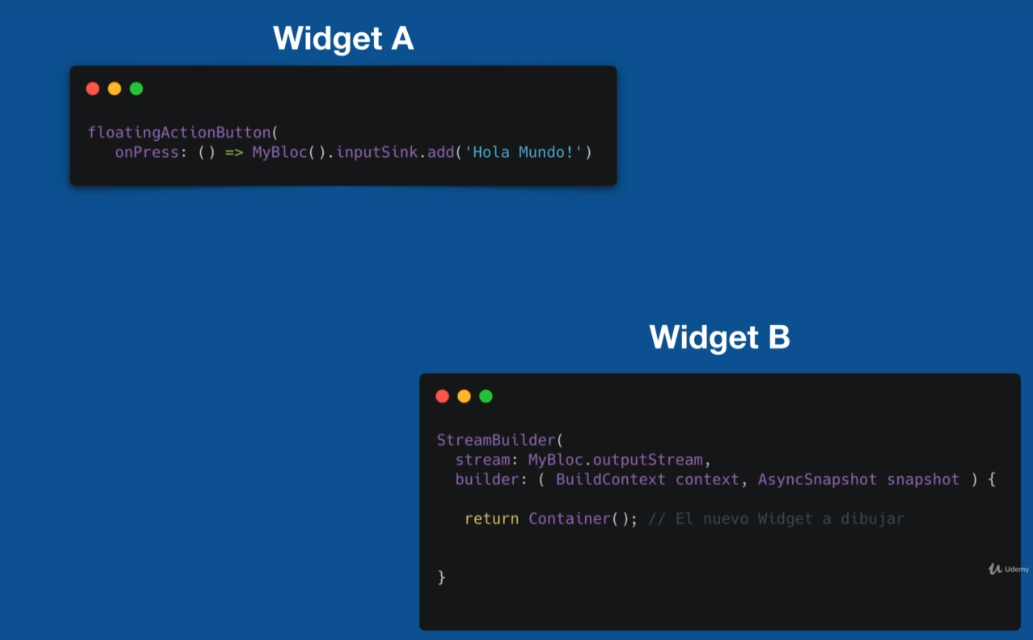 Widget A
floatingActionButton(
onPress: () => MyBloc().inputSink.add('Hola Mundo!')
Widget B
StreamBuilder(
stream: MyBloc.outputStream,
builder: ( BuildContext context, AsyncSnapshot snapshot ) {
return Container(); // El nuevo Widget a dibujar
}
Udemy